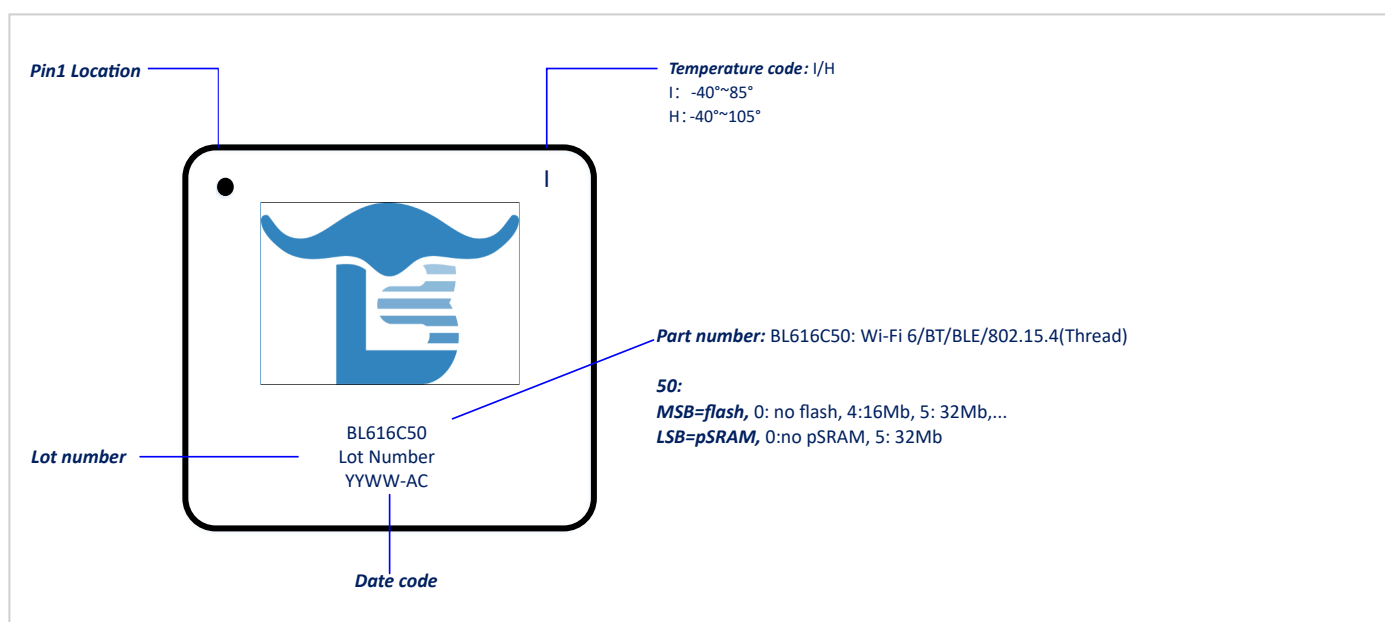 Pin1 Location
Temperature code: I/H
I: -40°~85°
H: -40°~105°
I
Part number: BL616C50: Wi-Fi 6/BT/BLE/802.15.4(Thread)
50:
MSB=flash, 0: no flash, 4:16Mb, 5: 32Mb,...
LSB=pSRAM, 0:no pSRAM, 5: 32Mb
BL616C50
Lot number
Lot Number
YYWW-AC
Date code